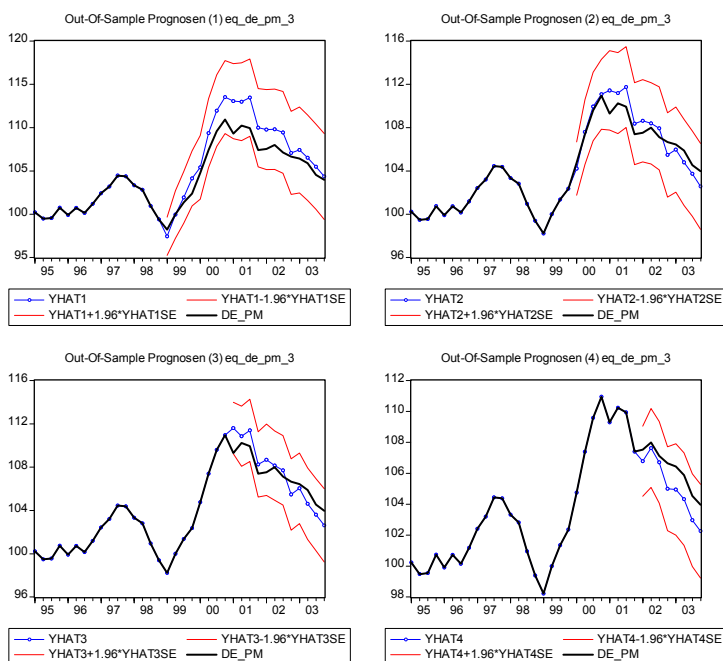 Out-Of-Sample Prognosen (1) eq_de_pm_3
120
115
110
105
100
95
95 96 97 98 99 00 01 02 03
YHAT1 YHAT1-1.96*YHAT1SE
YHAT1+1.96*YHAT1SE DE_PM
Out-Of-Sample Prognosen (2) eq_de_pm_3
116
112
108
104
100
96
95 96 97 98 99 00 01 02 03
YHAT2 YHAT2-1.96*YHAT2SE
YHAT2+1.96*YHAT2SE DE_PM
Out-Of-Sample Prognosen (3) eq_de_pm_3
116
112
108
104
100
96
95 96 97 98 99 00 01 02 03
YHAT3 YHAT3-1.96*YHAT3SE
YHAT3+1.96*YHAT3SE DE_PM
Out-Of-Sample Prognosen (4) eq_de_pm_3
112
110
108
106
104
102
100
98
95 96 97 98 99 00 01 02 03
YHAT4 YHAT4-1.96*YHAT4SE
YHAT4+1.96*YHAT4SE DE_PM